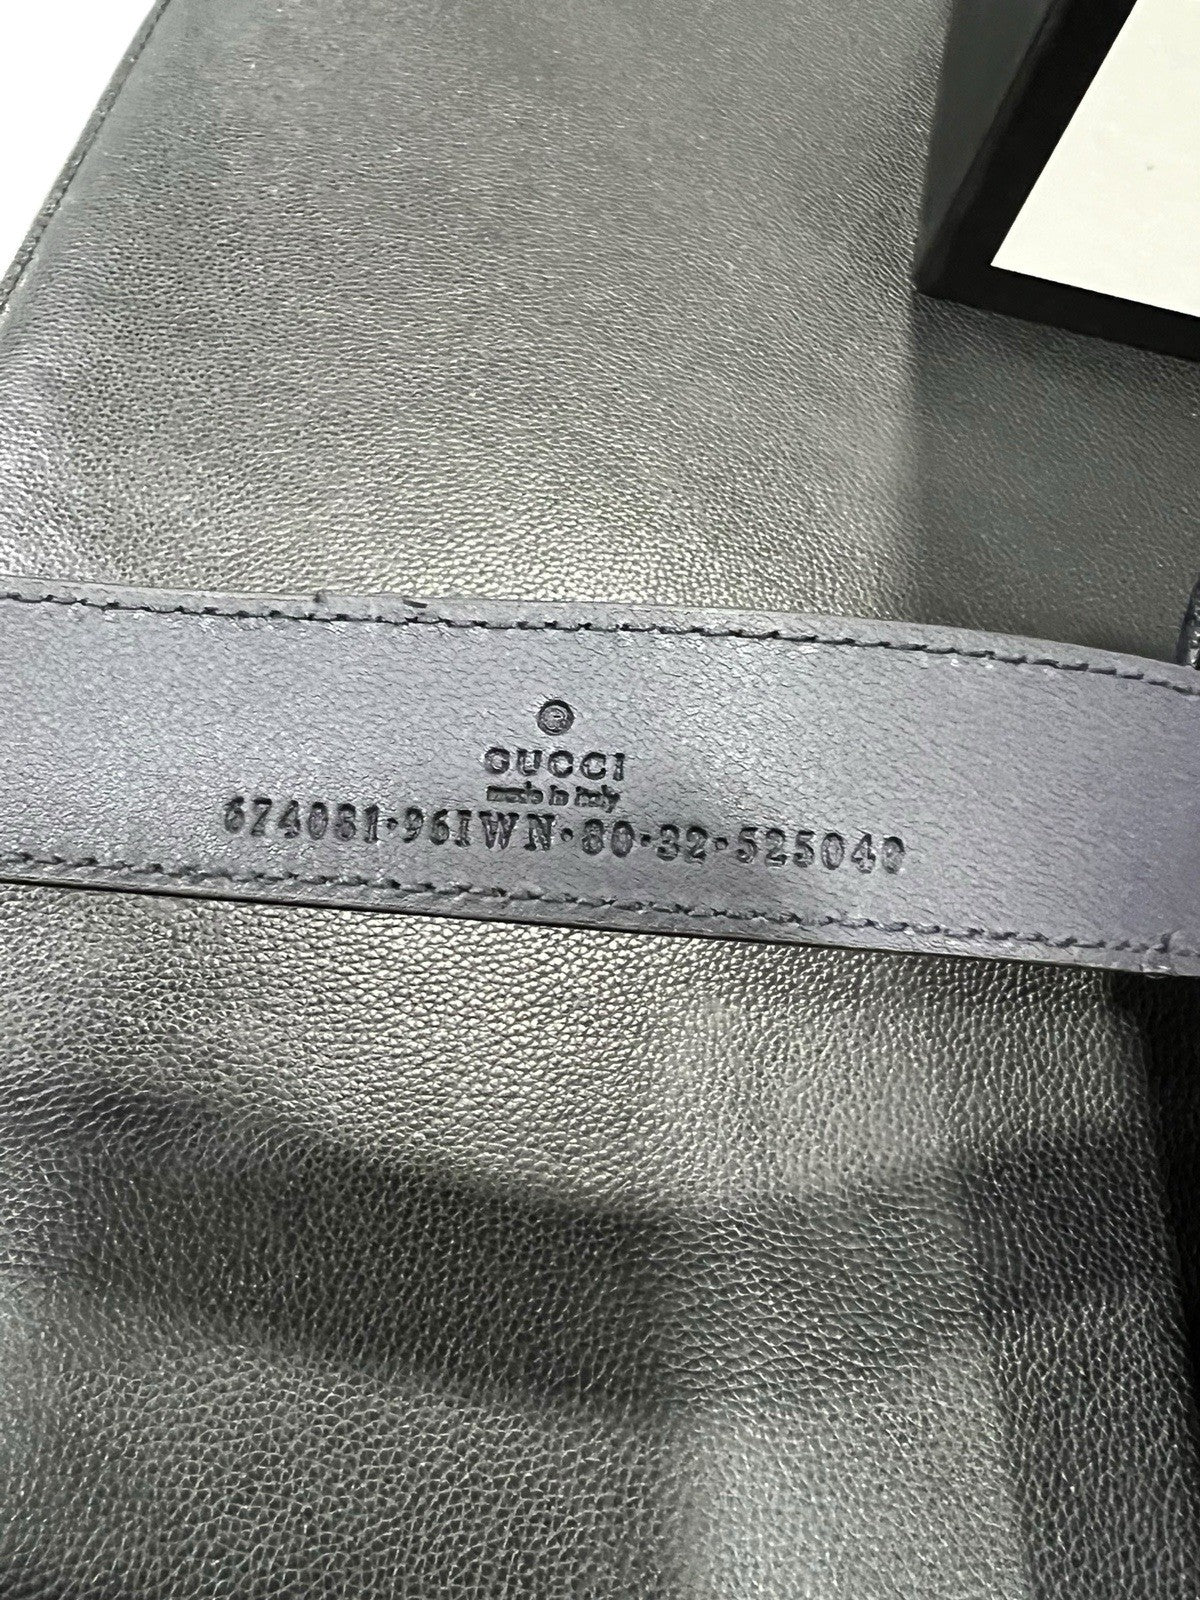 e
GUCCI
made in italy
674081·96IWN·80·32·525040